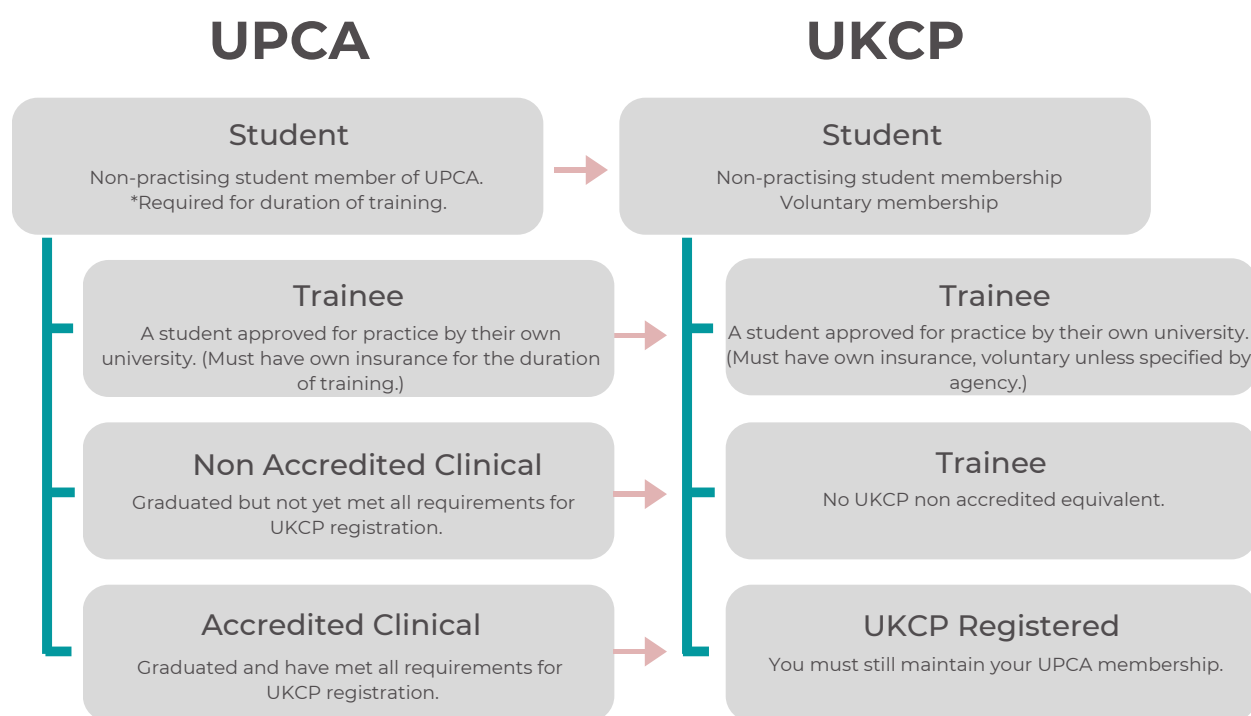 UPCA
UKCP
Student
Non-practising student member of UPCA.
*Required for duration of training.
Student
Non-practising student membership
Voluntary membership
Trainee
A student approved for practice by their own
university. (Must have own insurance for the duration
of training.)
Trainee
A student approved for practice by their own university.
(Must have own insurance, voluntary unless specified by
agency.)
Non Accredited Clinical
Graduated but not yet met all requirements for
UKCP registration.
Trainee
No UKCP non accredited equivalent.
Accredited Clinical
Graduated and have met all requirements for
UKCP registration.
UKCP Registered
You must still maintain your UPCA membership.